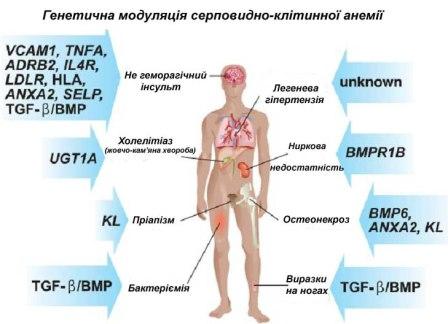 Генетична модуляція серповидно-клітинної анемії
VCAM1, TNFA,
ADRB2, IL4R,
LDLR, HLA,
ANXA2, SELP,
TGF-β/BMP
Не геморагічний
інсульт
unknown
Легенева
гіпертензія
UGT1A
Холелітіаз
(жовчо-кам'яна хвороба)
Ниркова
недостатність
BMPR1B
KL
Пріапізм
Остеонекроз
BMP6,
ANXA2, KL
TGF-β/BMP
Бактеріємія
Виразки
на ногах
TGF-β/BMP